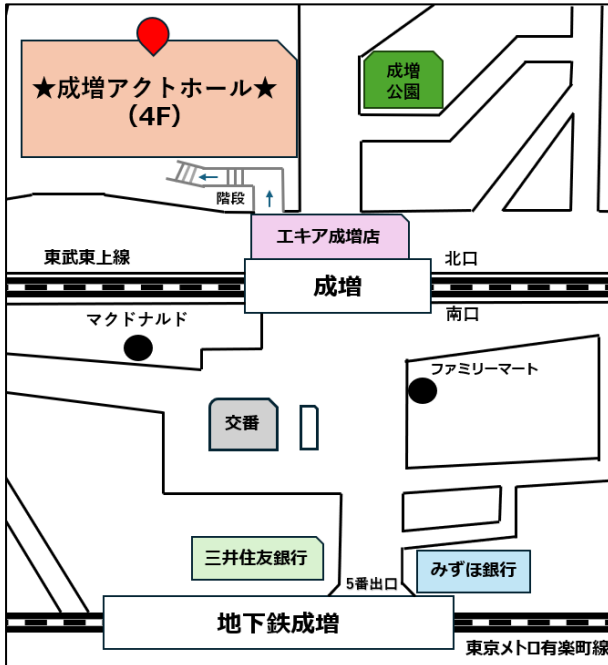 ★成増アクトホール★
（4F）
成増
公園
階段
エキア成増店
東武東上線
北口
成増
南口
マクドナルド
ファミリーマート
交番
三井住友銀行
5番出口
みずほ銀行
地下鉄成増
東京メトロ有楽町線